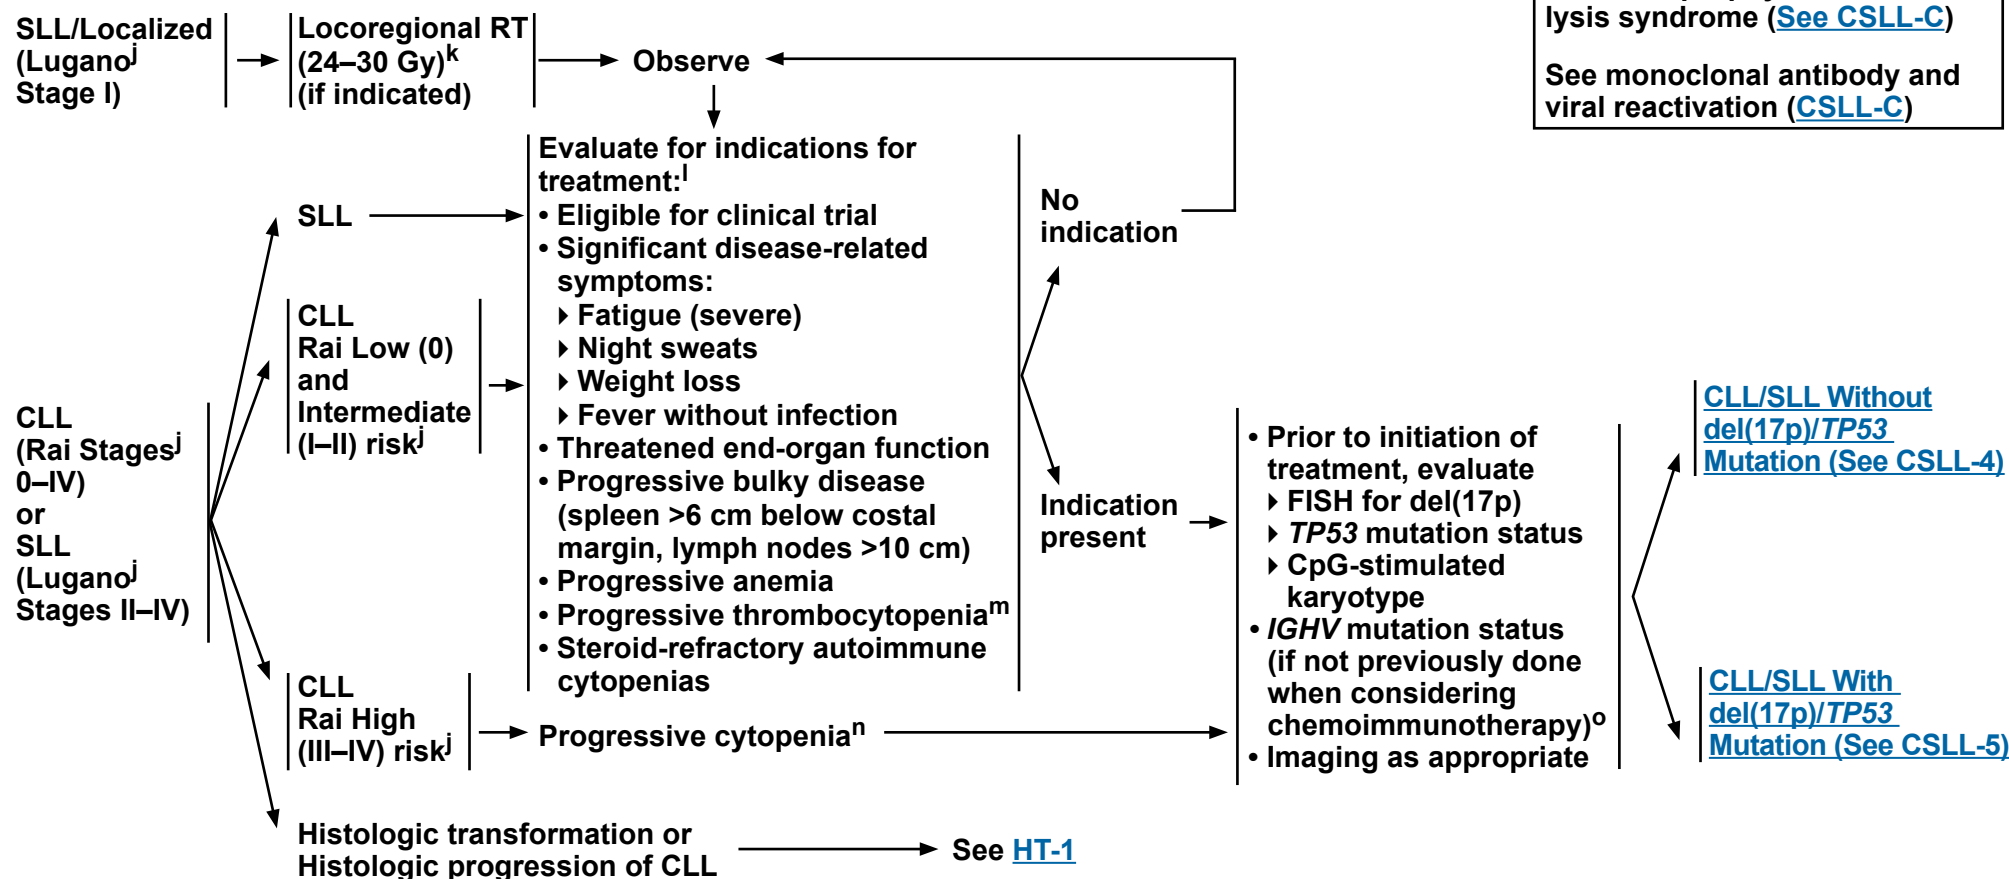 lysis syndrome (See CSLL-C)
See monoclonal antibody and
viral reactivation (CSLL-C)
SLL/Localized
(Luganoj
Stage I)
Locoregional RT
(24–30 Gy)k
(if indicated)
Observe
Evaluate for indications for
treatment:l
• Eligible for clinical trial
• Significant disease-related
symptoms:
Fatigue (severe)
Night sweats
Weight loss
Fever without infection
• Threatened end-organ function
• Progressive bulky disease
(spleen >6 cm below costal
margin, lymph nodes >10 cm)
• Progressive anemia
• Progressive thrombocytopeniam
• Steroid-refractory autoimmune
cytopenias
No
indication
Indication
present
SLL
CLL
Rai Low (0)
and
Intermediate
(I–II) riskj
CLL
(Rai Stagesj
0–IV)
or
SLL
(Luganoj
Stages II–IV)
CLL
Rai High
(III–IV) riskj
Progressive cytopenian
• Prior to initiation of
treatment, evaluate
FISH for del(17p)
TP53 mutation status
CpG-stimulated
karyotype
• IGHV mutation status
(if not previously done
when considering
chemoimmunotherapy)o
• Imaging as appropriate
CLL/SLL Without
del(17p)/TP53
Mutation (See CSLL-4)
CLL/SLL With
del(17p)/TP53
Mutation (See CSLL-5)
Histologic transformation or
Histologic progression of CLL
See HT-1